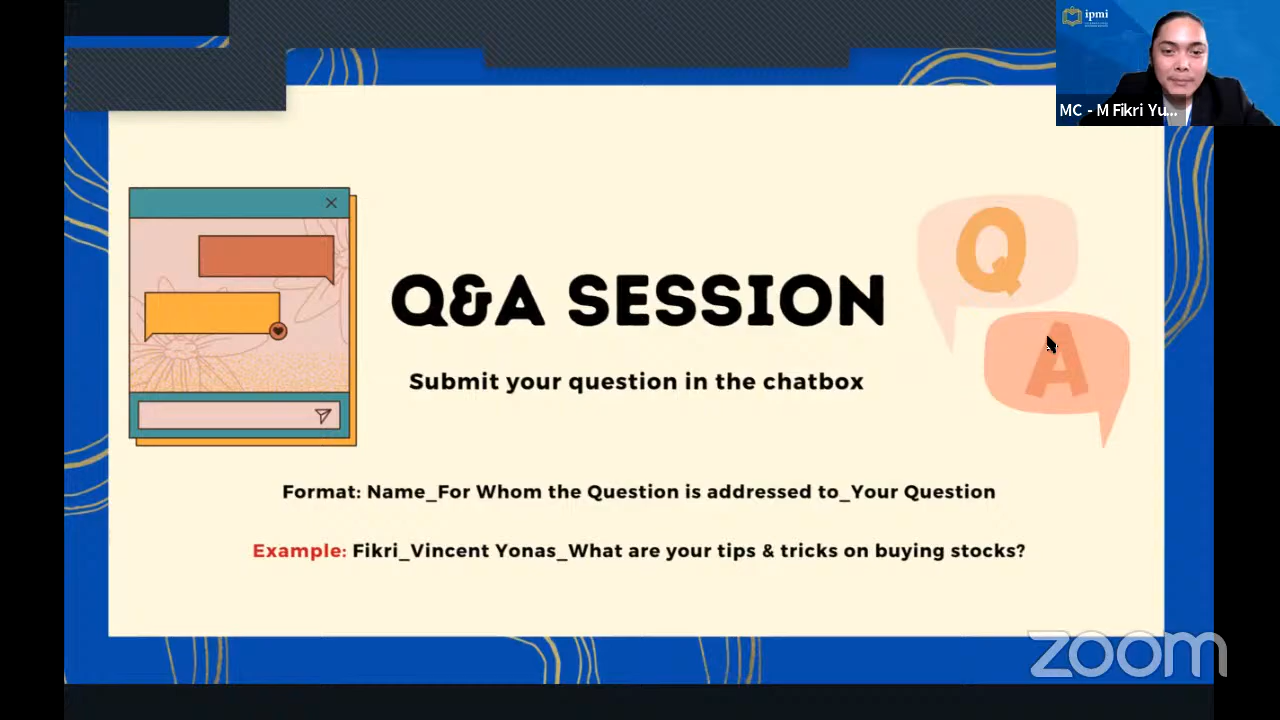 ipmi
MC - M Fikri Yu...
Q
A
Q&A SESSION
Submit your question in the chatbox
Format: Name_For Whom the Question is addressed to_Your Question
Example: Fikri_Vincent Yonas_What are your tips & tricks on buying stocks?
zoom